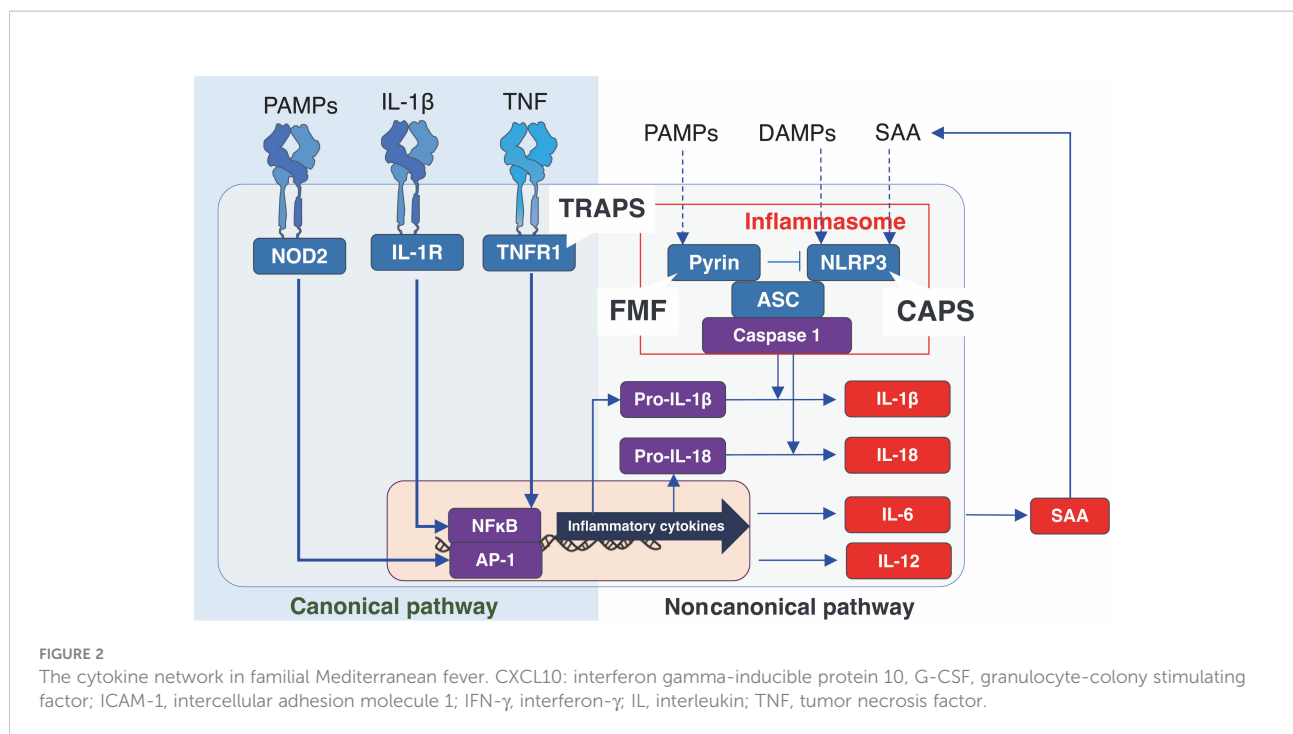 PAMPs
IL-1β
TNF
PAMPs
DAMPs
SAA
TRAPS
Inflammasome
NOD2
IL-1R
TNFR1
Pyrin
NLRP3
FMF
ASC
CAPS
Caspase 1
Pro-IL-1β
IL-1β
Pro-IL-18
IL-18
NFκB
Inflammatory cytokines
IL-6
SAA
AP-1
IL-12
Canonical pathway
Noncanonical pathway
FIGURE 2
The cytokine network in familial Mediterranean fever. CXCL10: interferon gamma-inducible protein 10, G-CSF, granulocyte-colony stimulating
factor; ICAM-1, intercellular adhesion molecule 1; IFN-γ, interferon-γ; IL, interleukin; TNF, tumor necrosis factor.